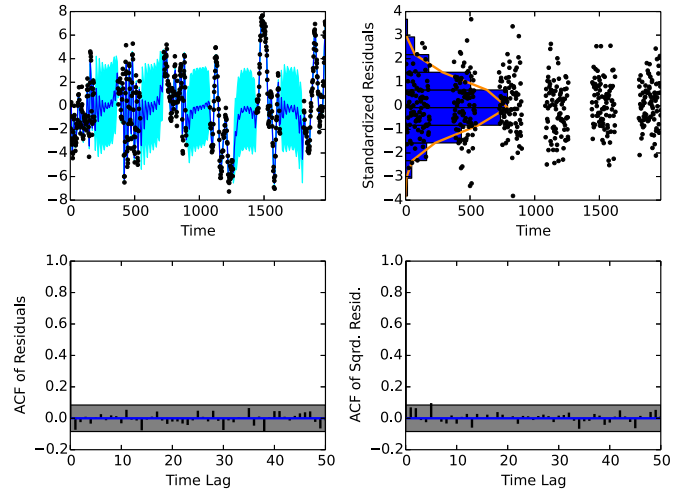 8
6
4
2
0
−2
−4
−6
−8
0 500 1000 1500
Time
4
3
2
1
0
−1
−2
−3
−4
Standardized Residuals
0 500 1000 1500
Time
1.0
0.8
0.6
0.4
0.2
0.0
−0.2
ACF of Residuals
0 10 20 30 40 50
Time Lag
1.0
0.8
0.6
0.4
0.2
0.0
−0.2
ACF of Sqrd. Resid.
0 10 20 30 40 50
Time Lag